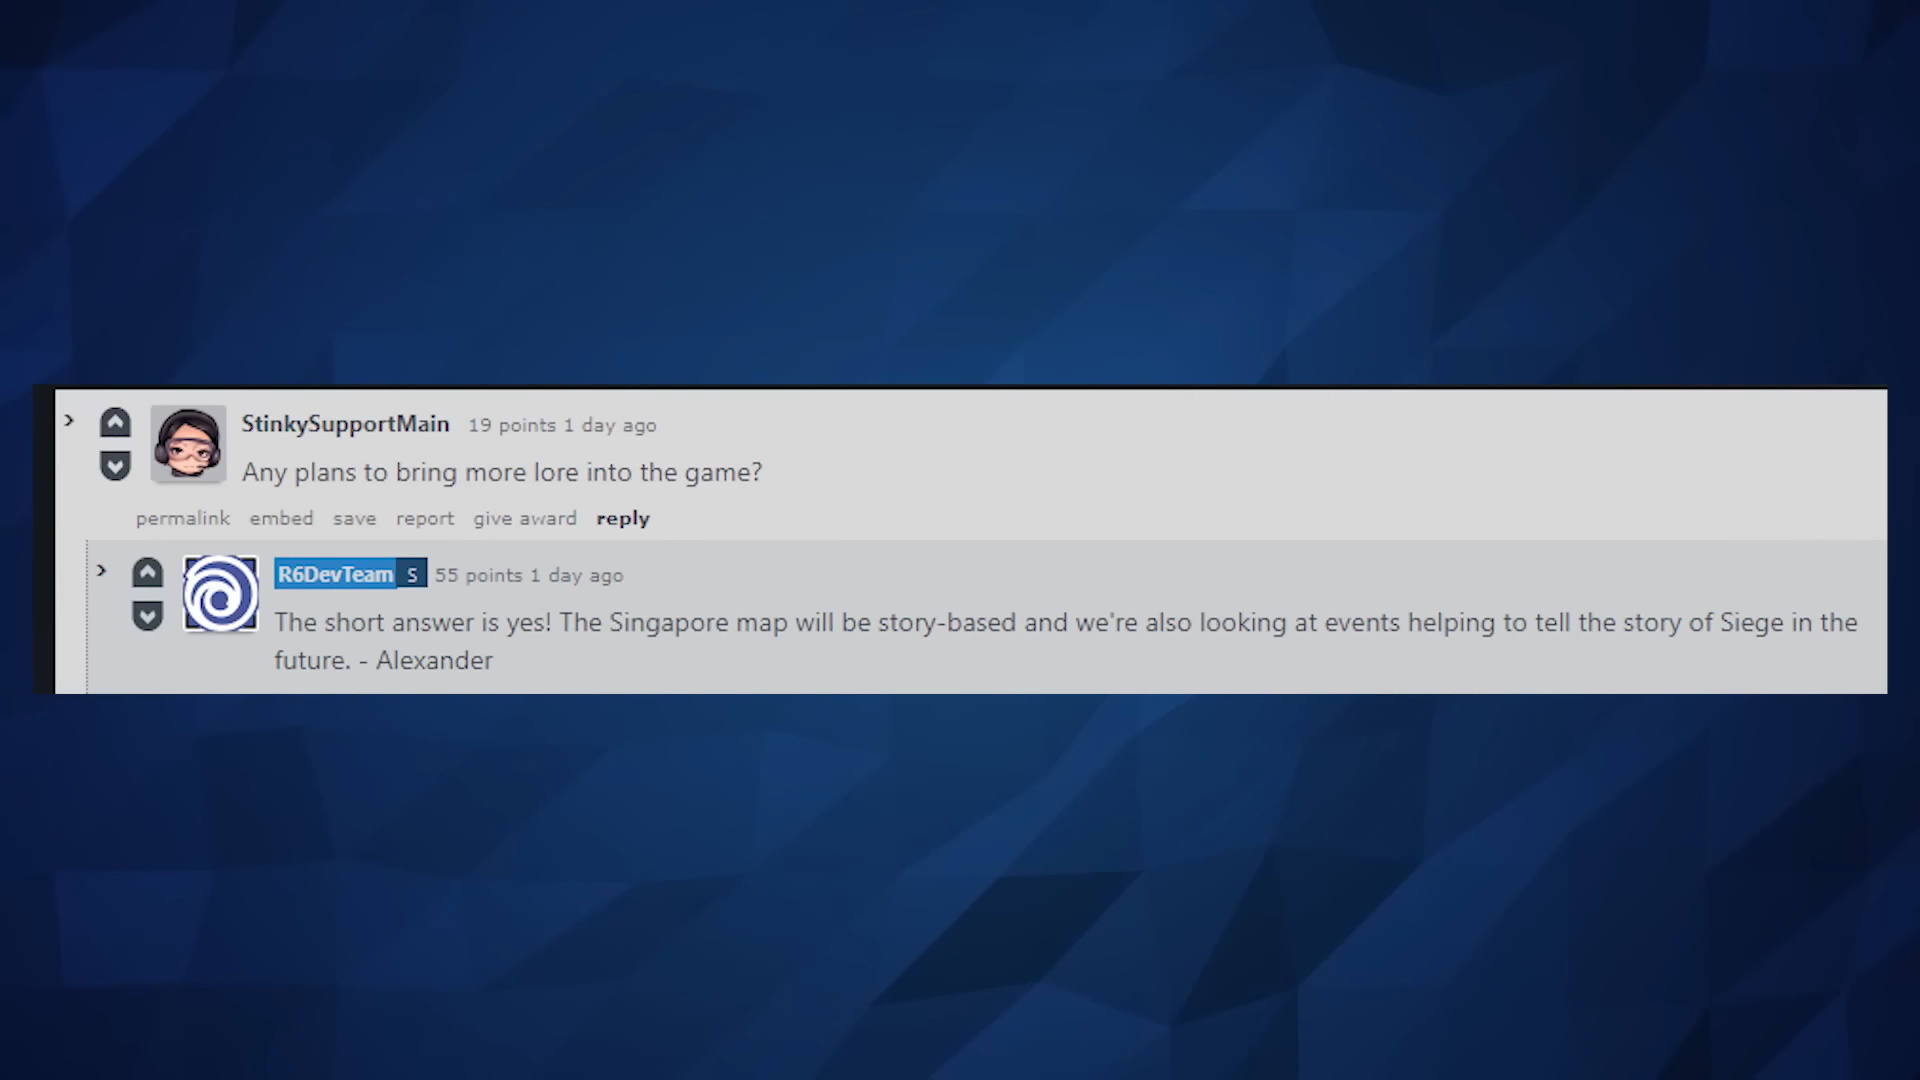 StinkySupportMain 19 points 1 day ago
Any plans to bring more lore into the game?
permalink embed save report give award reply
R6DevTeam S 55 points 1 day ago
The short answer is yes! The Singapore map will be story-based and we're also looking at events helping to tell the story of Siege in the
future. - Alexander